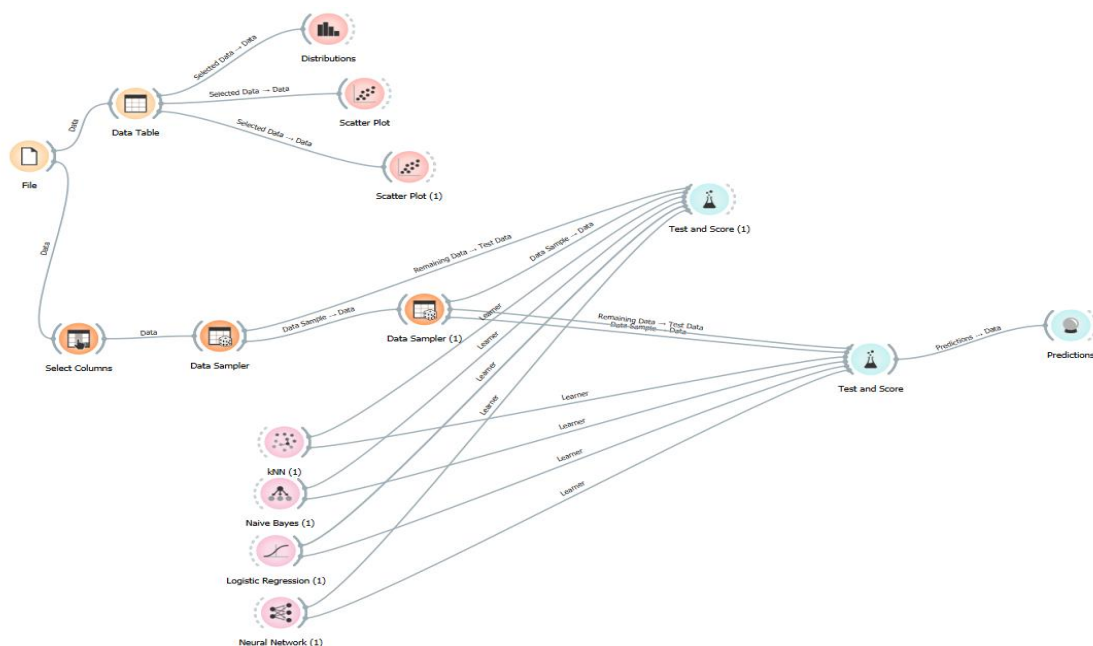 Distributions
Selected Data → Data
Selected Data → Data
Scatter Plot
Data
Data Table
Selected Data → Data
File
Scatter Plot (1)
Data
Test and Score (1)
Remaining Data → Test Data
Data Sample → Data
Data
Select Columns
Data Sampler
Data Sample → Data
Data Sampler (1)
Remaining Data → Test Data
Data Sample → Data
Test and Score
Predictions → Data
Predictions
Learner
Learner
Learner
Learner
Learner
Learner
Learner
Learner
kNN (1)
Naive Bayes (1)
Logistic Regression (1)
Neural Network (1)